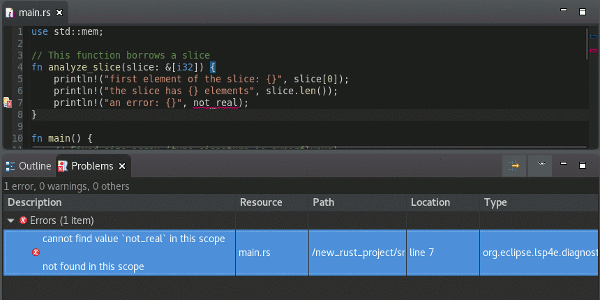 main.rs
1 use std::mem;
2
3 // This function borrows a slice
4 fn analyze_slice(slice: &[i32]) {
5 println!("first element of the slice: {}", slice[0]);
6 println!("the slice has {} elements", slice.len());
7 println!("an error: {}", not_real);
8 }
9
10 fn main() {
Outline Problems
1 error, 0 warnings, 0 others
Description Resource Path Location Type
Errors (1 item)
cannot find value `not_real` in this scope
main.rs /new_rust_project/sr line 7 org.eclipse.lsp4e.diagnost
not found in this scope